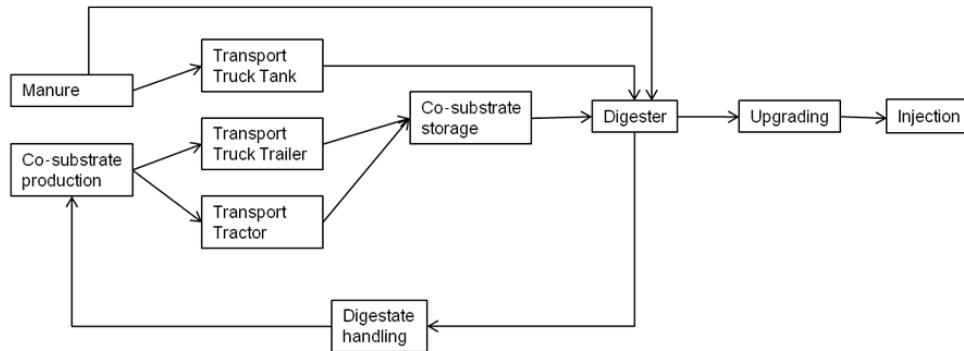 Transport
Truck Tank
Manure
Co-substrate
storage
Digester
Upgrading
Injection
Transport
Truck Trailer
Co-substrate
production
Transport
Tractor
Digestate
handling